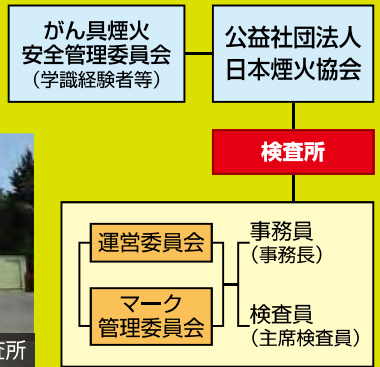 がん具煙火
安全管理委員会
（学識経験者等）
公益社団法人
日本煙火協会
検査所
運営委員会
マーク
管理委員会
事務員
（事務長）
検査員
（主席検査員）
査所